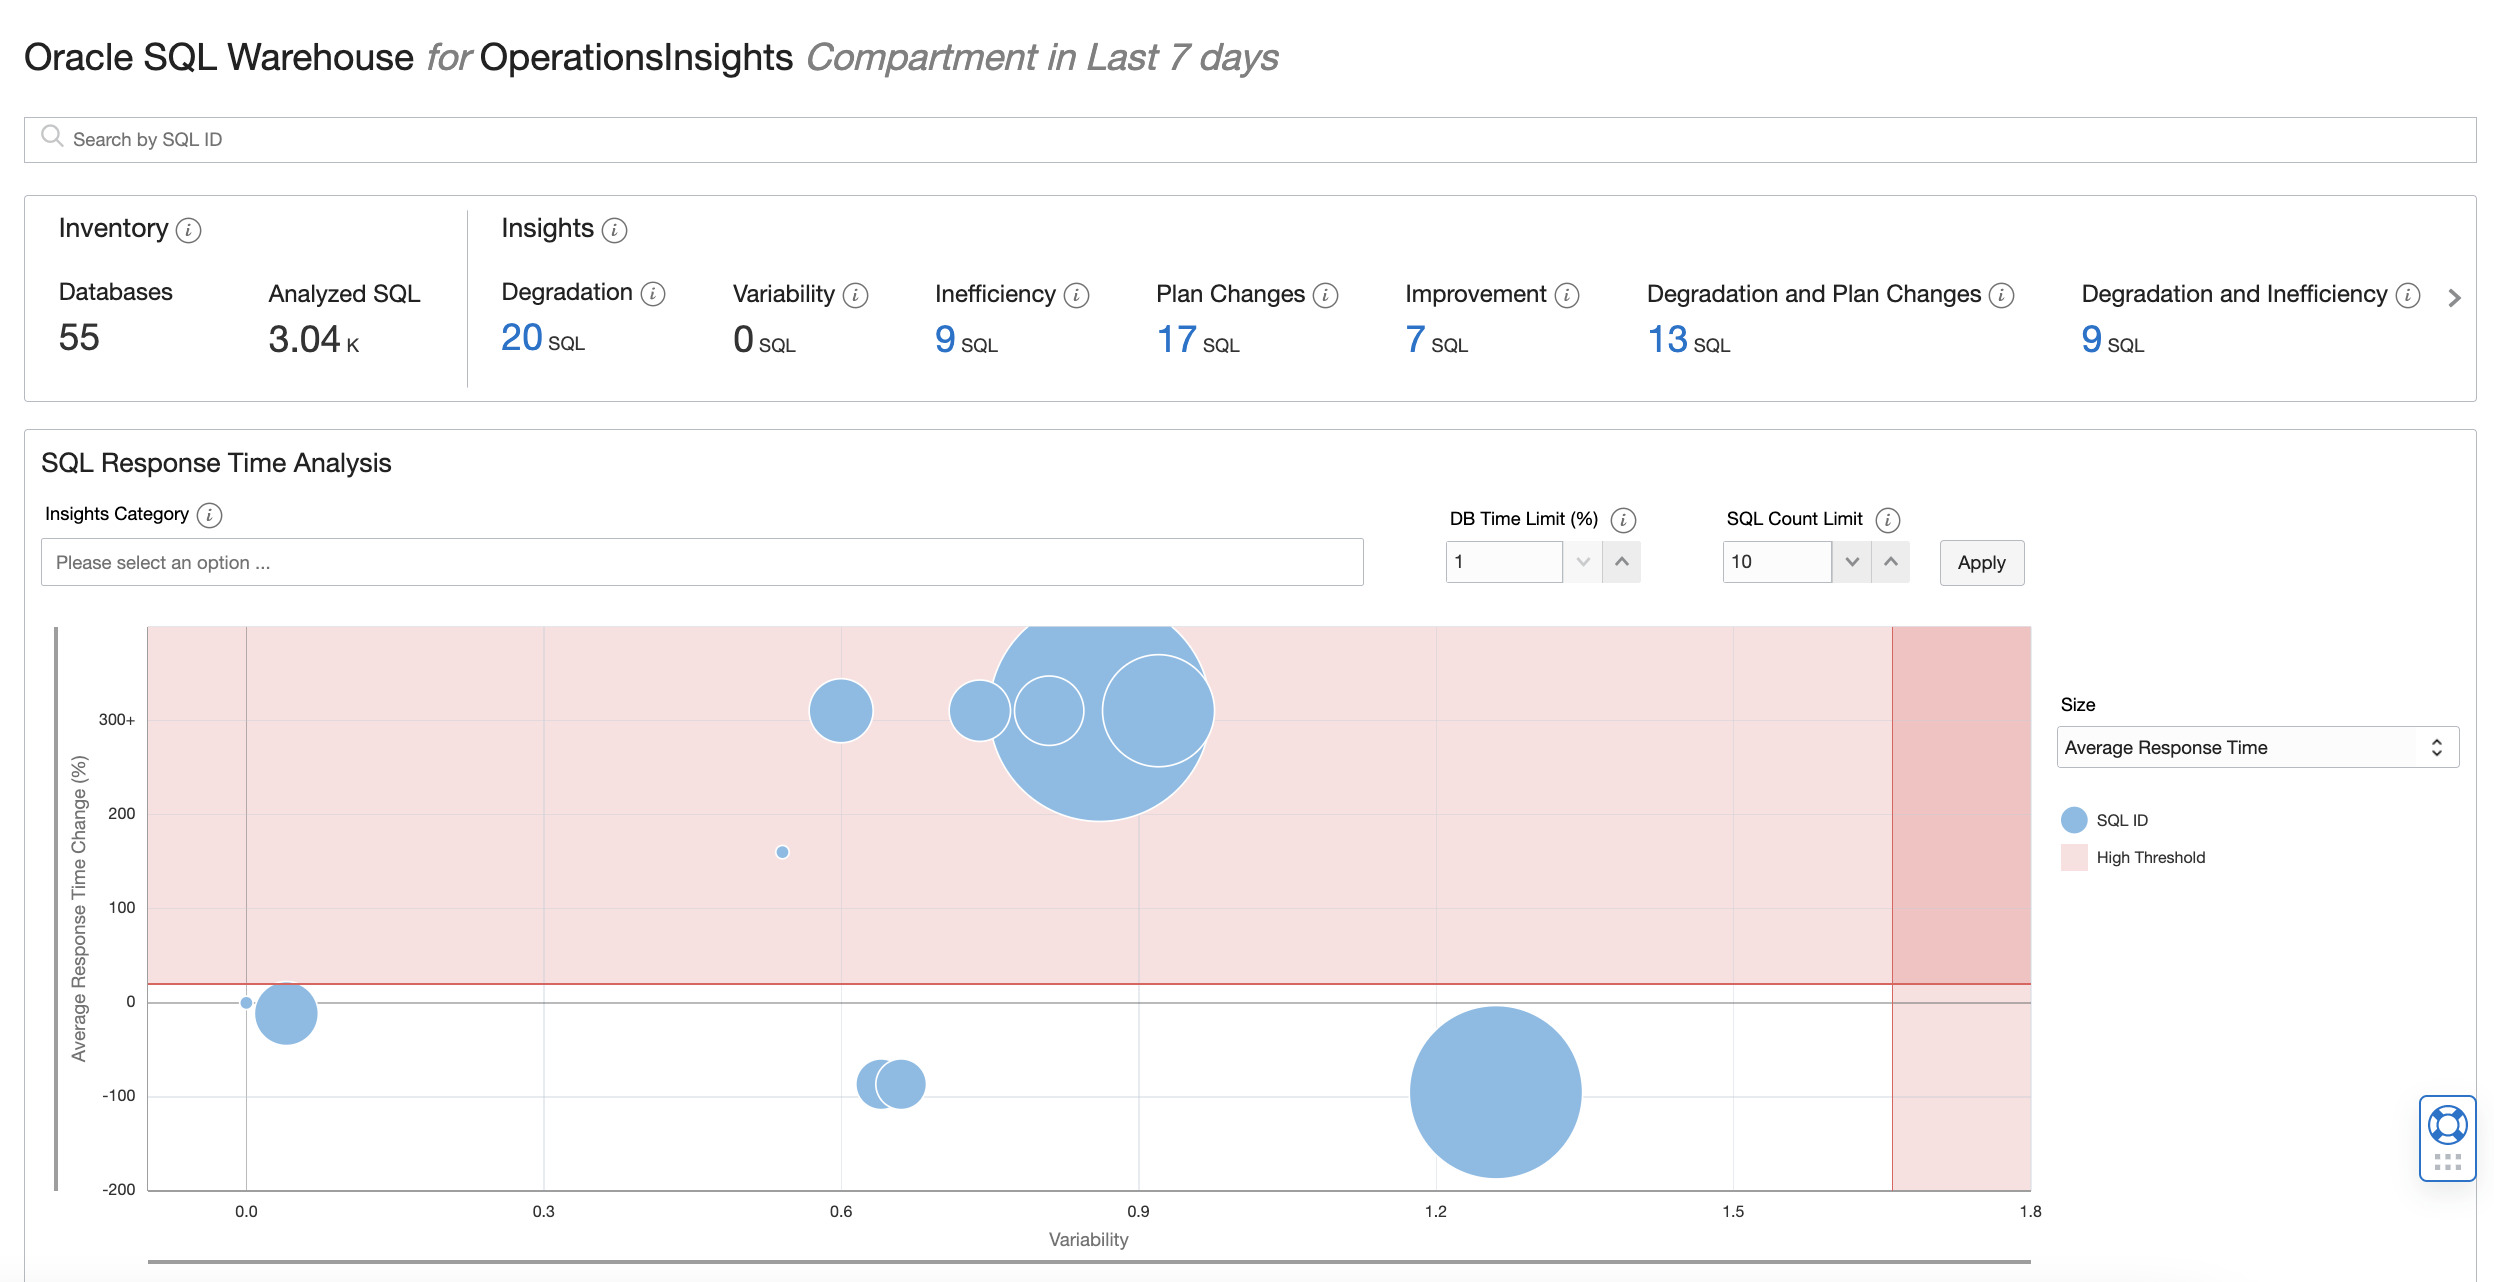 Oracle SQL Warehouse for OperationsInsights Compartment in Last 7 days
Search by SQL ID
Inventory i
Insights i
Databases
Analyzed SQL
Degradation i
Variability i
Inefficiency i
Plan Changes i
Improvement i
Degradation and Plan Changes i
Degradation and Inefficiency i
55
3.04 K
20 SQL
0 SQL
9 SQL
17 SQL
7 SQL
13 SQL
9 SQL
SQL Response Time Analysis
Insights Category i
DB Time Limit (%) i
SQL Count Limit i
Please select an option ...
1
10
Apply
Average Response Time Change (%)
300+
200
100
0
-100
-200
0.0
0.3
0.6
0.9
1.2
1.5
1.8
Variability
Size
Average Response Time
SQL ID
High Threshold